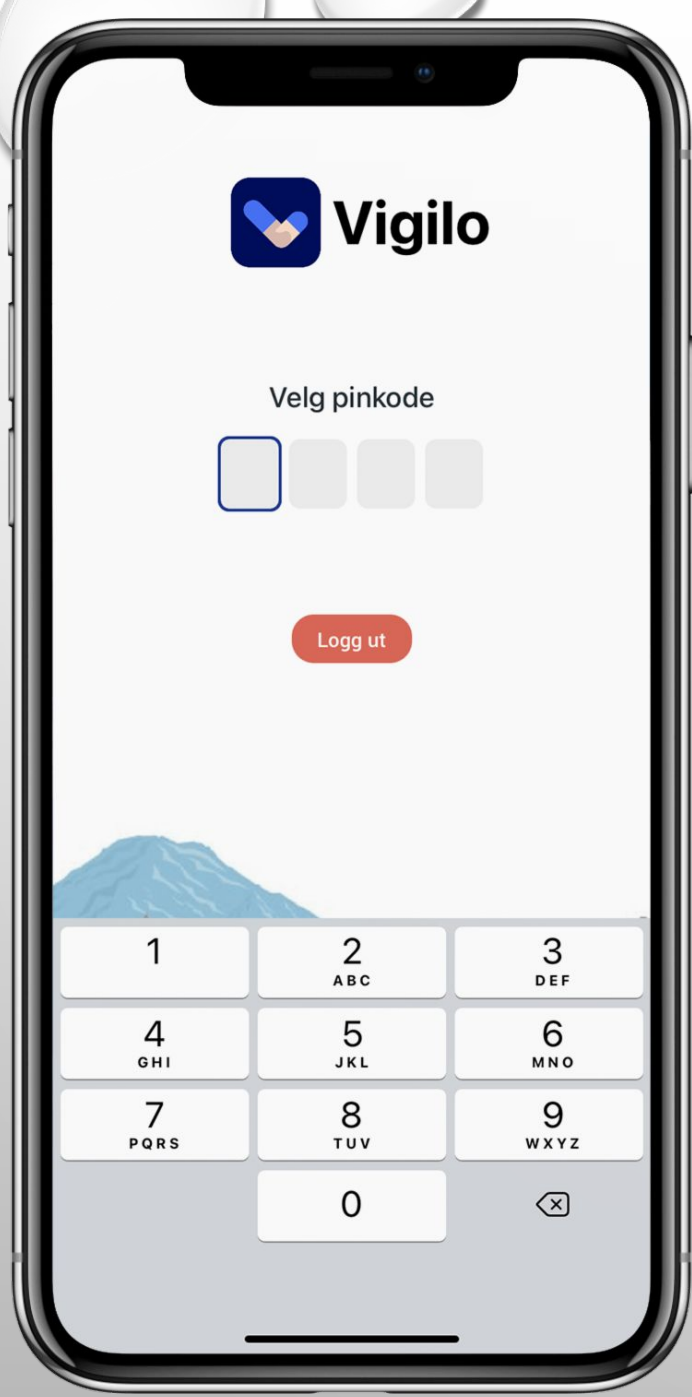 Vigilo
Velg pinkode
Logg ut
1 2 3
ABC DEF
4 5 6
GHI JKL MNO
7 8 9
PQRS TUV WXYZ
0